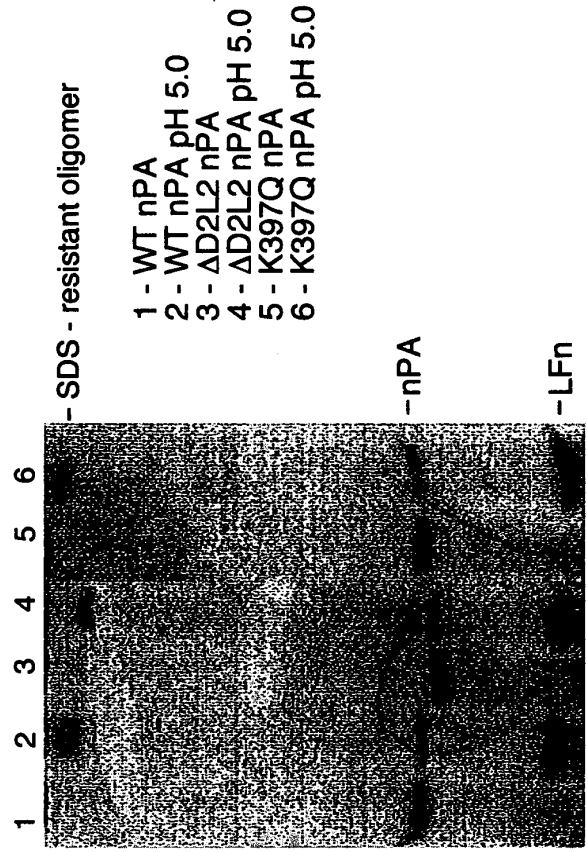 1 2 3 4 5 6
– SDS - resistant oligomer
1 - WT nPA
2 - WT nPA pH 5.0
3 - ΔD2L2 nPA
4 - ΔD2L2 nPA pH 5.0
5 - K397Q nPA
6 - K397Q nPA pH 5.0
– nPA
– LFn